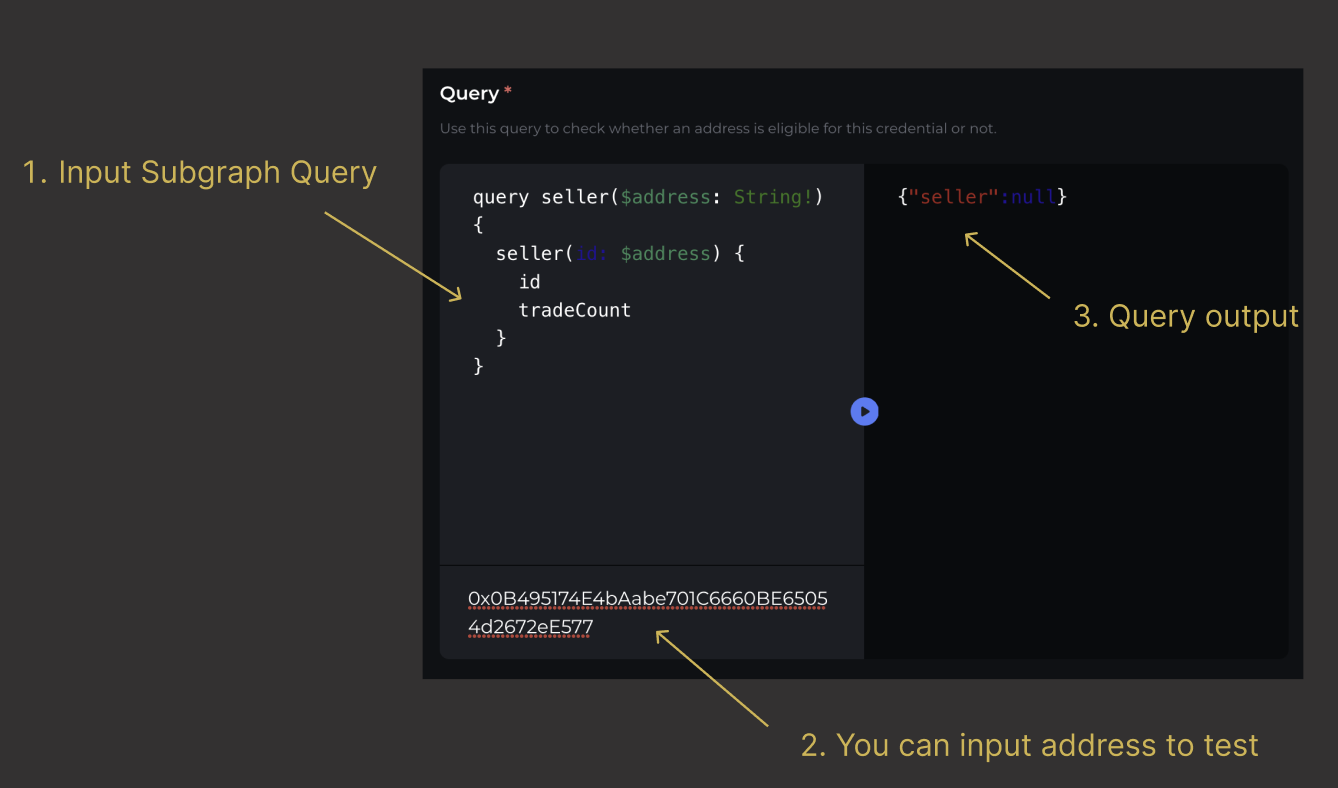 Query *
Use this query to check whether an address is eligible for this credential or not.
1. Input Subgraph Query
query seller($address: String!)
{
  seller(id: $address) {
    id
    tradeCount
  }
}
{"seller":null}
3. Query output
0x0B495174E4bAabe701C6660BE6505
4d2672eE577
2. You can input address to test